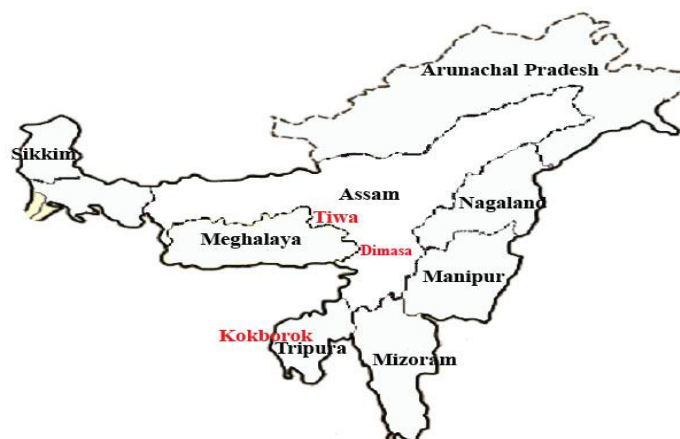 Arunachal Pradesh
Sikkim
Assam
Nagaland
Tiwa
Meghalaya
Dimasa
Manipur
Kokborok
Tripura
Mizoram